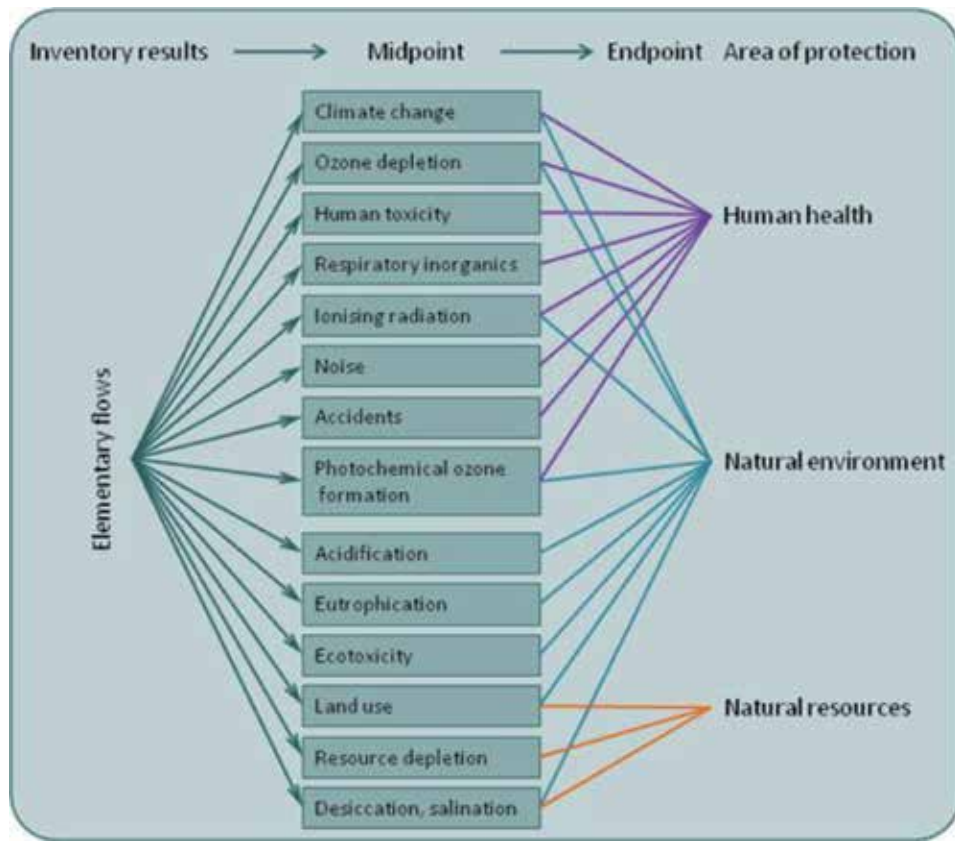 Inventory results Midpoint Endpoint Area of protection
Climate change
Ozone depletion
Human toxicity
Respiratory inorganics
Ionising radiation
Noise
Accidents
Photochemical ozone
formation
Acidification
Eutrophication
Ecotoxicity
Land use
Resource depletion
Desiccation, salination
Elementary flows
Human health
Natural environment
Natural resources